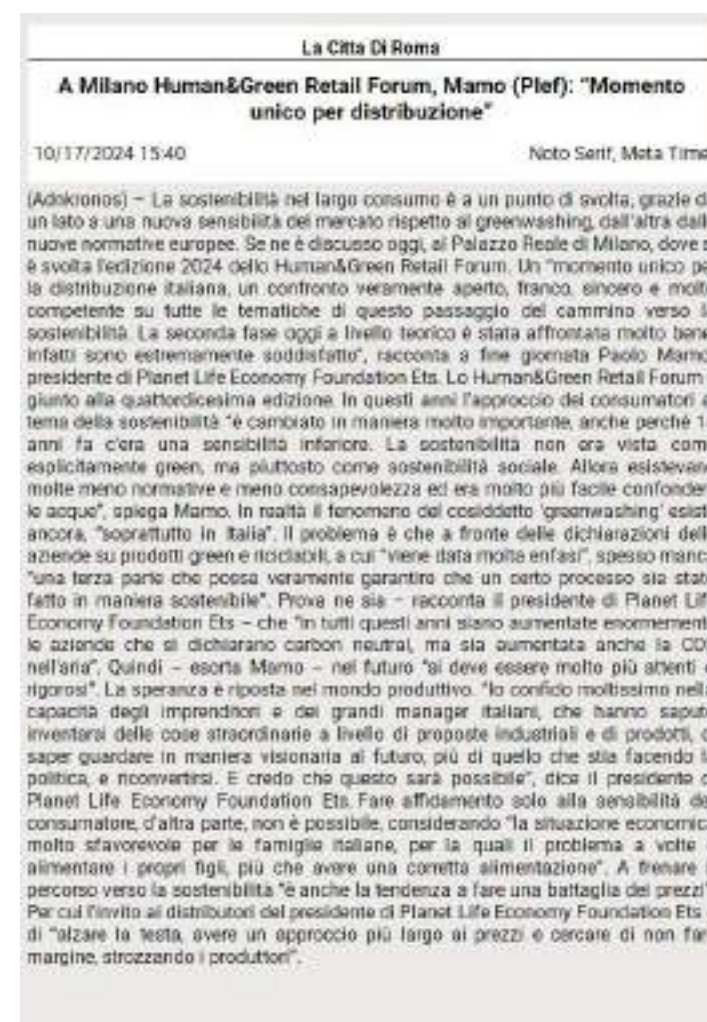 La Citta Di Roma
A Milano Human&Green Retail Forum, Mamo (Plef): "Momento
unico per distribuzione"
10/17/2024 15:40
Noto Serif, Meta Time
(Adnkronos) – La sostenibilità nel largo consumo è a un punto di svolta, grazie d
un lato a una nuova sensibilità del mercato rispetto al greenwashing, dall'altra dall
nuove normative europee. Se ne è discusso oggi, al Palazzo Reale di Milano, dove s
è svolta l'edizione 2024 dello Human&Green Retail Forum. Un "momento unico pe
la distribuzione italiana, un confronto veramente aperto, franco, sincero e molt
competente su tutte le tematiche di questo passaggio del cammino verso l
sostenibilità. La seconda fase oggi a livello teorico è stata affrontata molto bene
infatti sono estremamente soddisfatto", racconta a fine giornata Paolo Mamo
presidente di Planet Life Economy Foundation Ets. Lo Human&Green Retail Forum
giunto alla quattordicesima edizione. In questi anni l'approccio dei consumatori a
tema della sostenibilità "è cambiato in maniera molto importante, anche perché 1
anni fa c'era una sensibilità inferiore. La sostenibilità non era vista com
esplicitamente green, ma piuttosto come sostenibilità sociale. Allora esistevan
molte meno normative e meno consapevolezza ed era molto più facile confonder
le acque", spiega Mamo. In realtà il fenomeno del cosiddetto 'greenwashing' esist
ancora, "soprattutto in Italia". Il problema è che a fronte delle dichiarazioni dell
aziende su prodotti green e riciclabili, a cui "viene data molta enfasi", spesso manc
"una terza parte che possa veramente garantire che un certo processo sia stat
fatto in maniera sostenibile". Prova ne sia – racconta il presidente di Planet Lif
Economy Foundation Ets – che "in tutti questi anni siano aumentate enormement
le aziende che si dichiarano carbon neutral, ma sia aumentata anche la CO
nell'aria". Quindi – esorta Mamo – nel futuro "si deve essere molto più attenti e
rigorosi". La speranza è riposta nel mondo produttivo. "Io confido moltissimo nell
capacità degli imprenditori e dei grandi manager italiani, che hanno saput
inventarsi delle cose straordinarie a livello di proposte industriali e di prodotti, d
saper guardare in maniera visionaria al futuro, più di quello che stia facendo l
politica, e riconvertirsi. E credo che questo sarà possibile", dice il presidente d
Planet Life Economy Foundation Ets. Fare affidamento solo alla sensibilità de
consumatore, d'altra parte, non è possibile, considerando "la situazione economic
molto sfavorevole per le famiglie italiane, per la quali il problema a volte
alimentare i propri figli, più che avere una corretta alimentazione". A frenare i
percorso verso la sostenibilità "è anche la tendenza a fare una battaglia dei prezzi"
Per cui l'invito ai distributori del presidente di Planet Life Economy Foundation Ets
di "alzare la testa, avere un approccio più largo ai prezzi e cercare di non far
margine, strozzando i produttori".